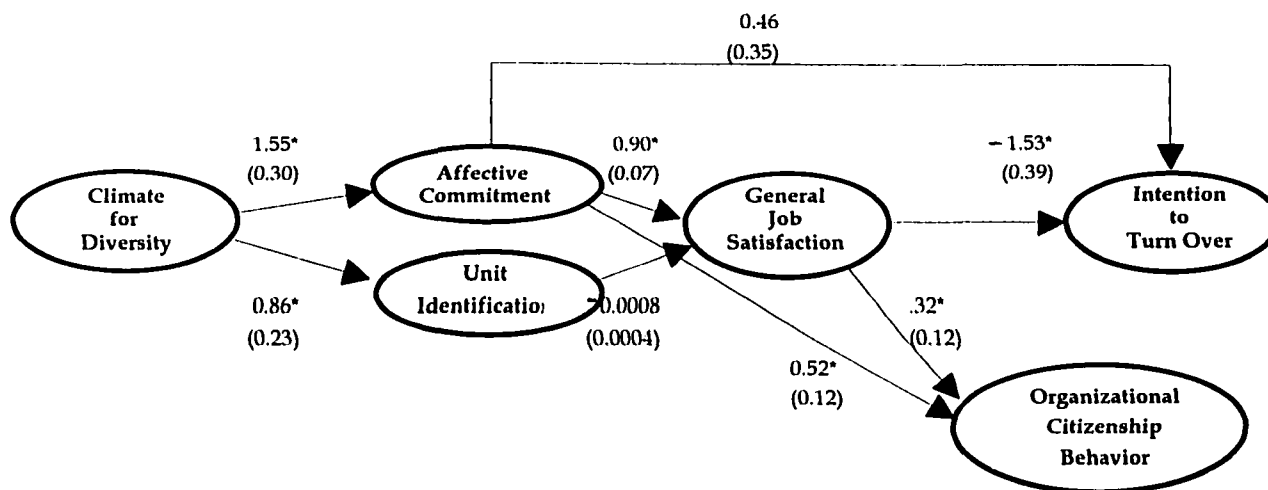 0.46
(0.35)
1.55*
(0.30)
0.90*
(0.07)
– 1.53*
(0.39)
Climate
for
Diversity
Affective
Commitment
General
Job
Satisfaction
Intention
to
Turn Over
Unit
Identification
0.86*
(0.23)
–0.0008
(0.0004)
.32*
(0.12)
0.52*
(0.12)
Organizational
Citizenship
Behavior